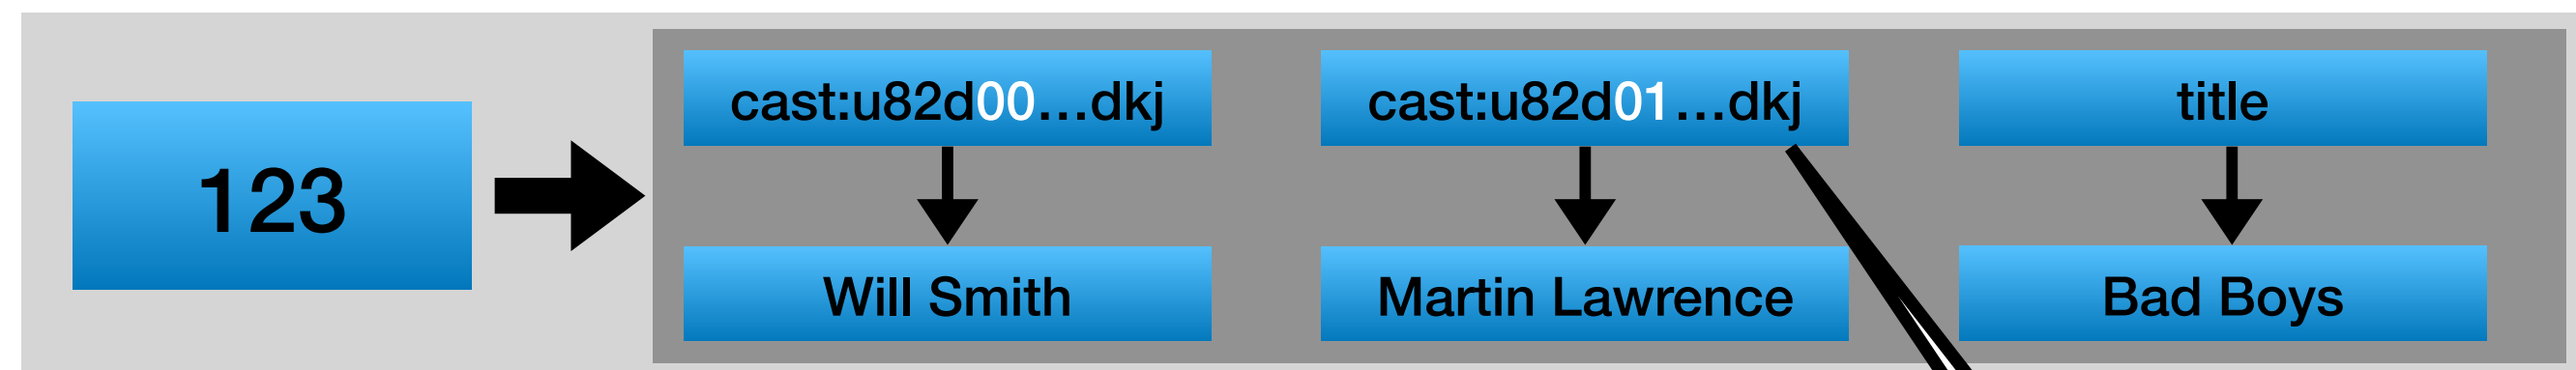 cast:u82d00...dkj cast:u82d01...dkj title
123
Will Smith Martin Lawrence Bad Boys